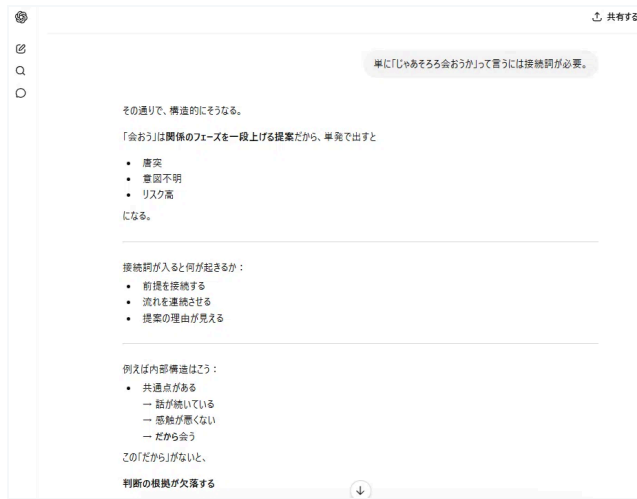 共有する
単に「じゃあそろそろ会おうか」って言うには接続詞が必要。
その通りで、構造的にそうなる。
「会おう」は関係のフェーズを一段上げる提案だから、単発で出すと
• 唐突
• 意図不明
• リスク高
になる。
接続詞が入ると何が起きるか：
• 前提を接続する
• 流れを連続させる
• 提案の理由が見える
例えば内部構造はこう：
• 共通点がある
→ 話が続いている
→ 感触が悪くない
→ だから会う
この「だから」がないと、
判断の根拠が欠落する